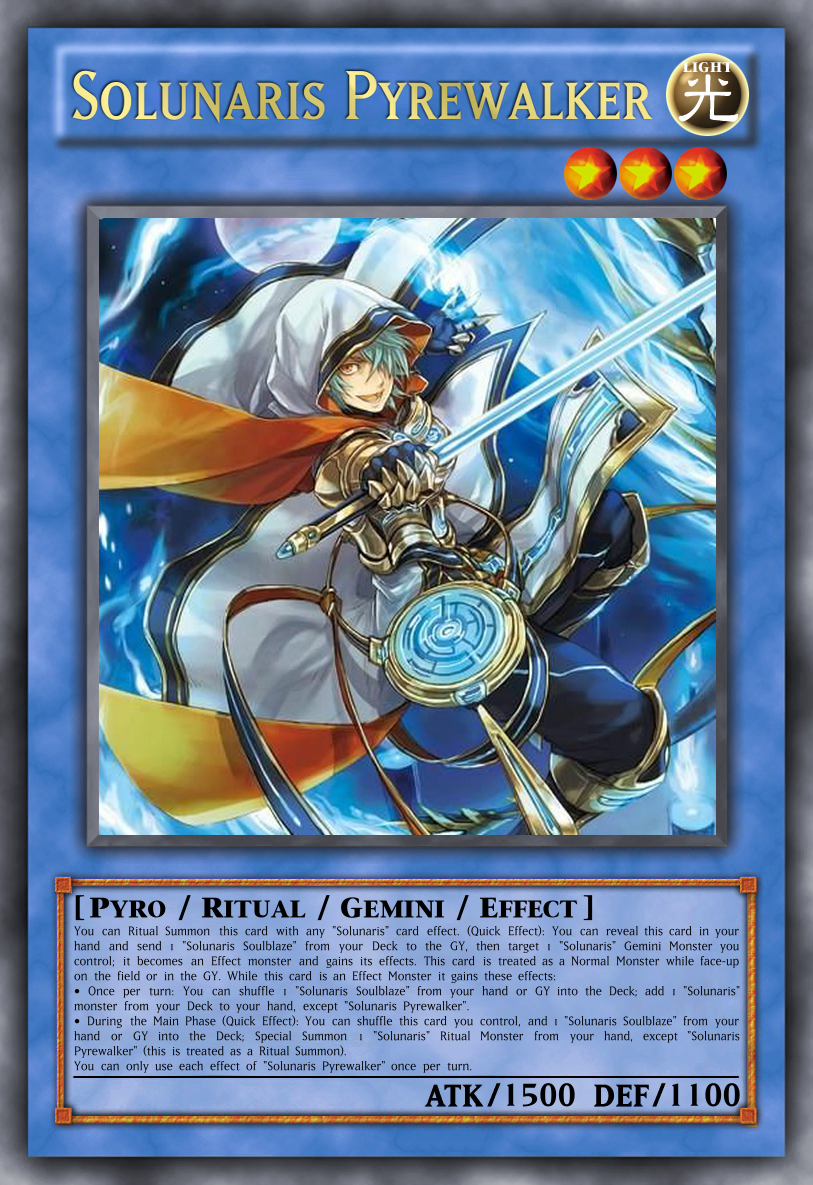 SOLUNARIS PYREWALKER
LIGHT
光
[ PYRO / RITUAL / GEMINI / EFFECT ]
You can Ritual Summon this card with any "Solunaris" card effect. (Quick Effect): You can reveal this card in your
hand and send 1 "Solunaris Soulblaze" from your Deck to the GY, then target 1 "Solunaris" Gemini Monster you
control; it becomes an Effect monster and gains its effects. This card is treated as a Normal Monster while face-up
on the field or in the GY. While this card is an Effect Monster it gains these effects:
• Once per turn: You can shuffle 1 "Solunaris Soulblaze" from your hand or GY into the Deck; add 1 "Solunaris"
monster from your Deck to your hand, except "Solunaris Pyrewalker".
• During the Main Phase (Quick Effect): You can shuffle this card you control, and 1 "Solunaris Soulblaze" from your
hand or GY into the Deck; Special Summon 1 "Solunaris" Ritual Monster from your hand, except "Solunaris
Pyrewalker" (this is treated as a Ritual Summon).
You can only use each effect of "Solunaris Pyrewalker" once per turn.
ATK/1500 DEF/1100